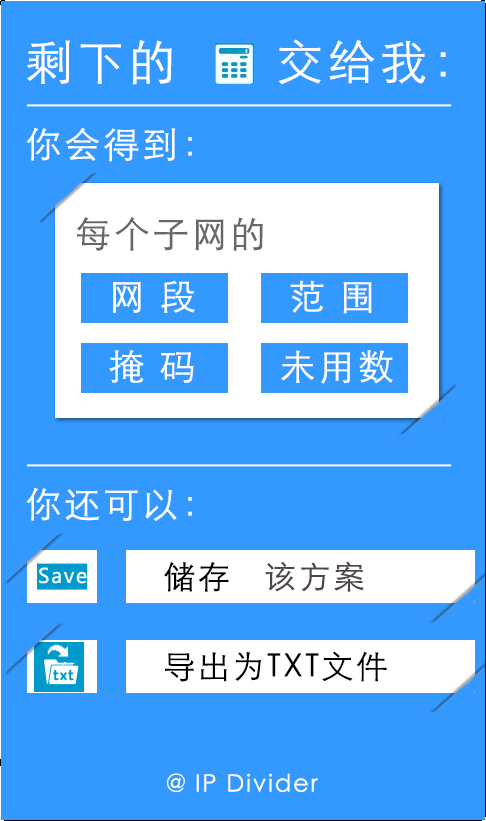 剩下的 交给我:
你会得到:
每个子网的
网 段 范 围
掩 码 未用数
你还可以:
Save 储存 该方案
txt 导出为TXT文件
@ IP Divider